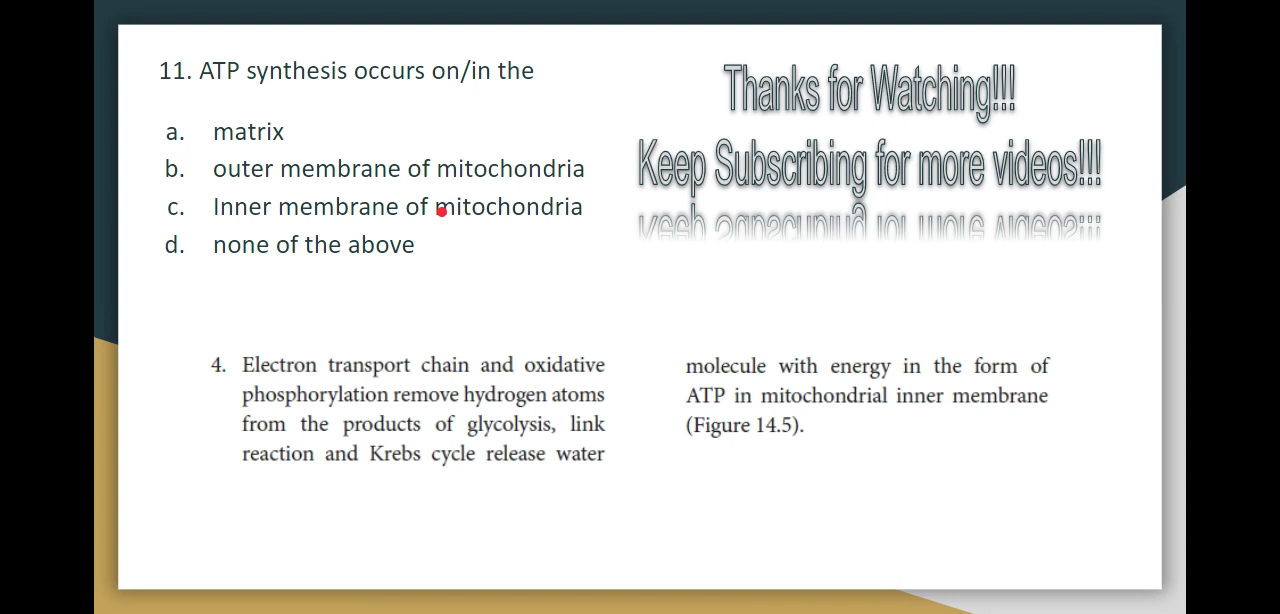 11. ATP synthesis occurs on/in the
a. matrix
b. outer membrane of mitochondria
c. Inner membrane of mitochondria
d. none of the above
Thanks for Watching!!!
Keep Subscribing for more videos!!!
4. Electron transport chain and oxidative
phosphorylation remove hydrogen atoms
from the products of glycolysis, link
reaction and Krebs cycle release water
molecule with energy in the form of
ATP in mitochondrial inner membrane
(Figure 14.5).